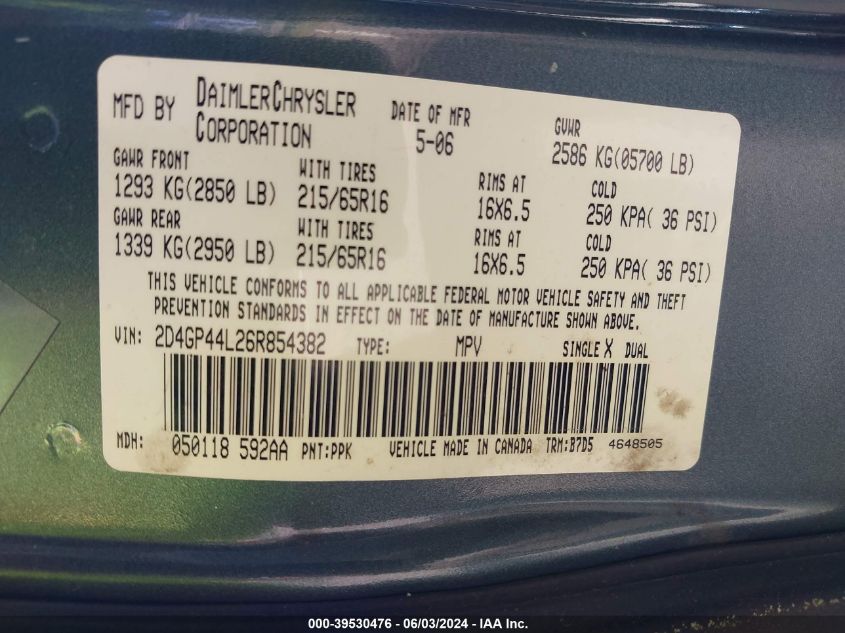 MFD BY DAIMLERCHRYSLER CORPORATION DATE OF MFR 5-06 GVWR 2586 KG(05700 LB)
GAWR FRONT WITH TIRES RIMS AT COLD
1293 KG(2850 LB) 215/65R16 16X6.5 250 KPA( 36 PSI)
GAWR REAR WITH TIRES RIMS AT COLD
1339 KG(2950 LB) 215/65R16 16X6.5 250 KPA( 36 PSI)
THIS VEHICLE CONFORMS TO ALL APPLICABLE FEDERAL MOTOR VEHICLE SAFETY AND THEFT
PREVENTION STANDARDS IN EFFECT ON THE DATE OF MANUFACTURE SHOWN ABOVE.
VIN: 2D4GP44L26R854382 TYPE: MPV SINGLE X DUAL
MDH: 050118 592AA PNT:PPK VEHICLE MADE IN CANADA TRM:B7D5 4648505
000-39530476 - 06/03/2024 - IAA Inc.